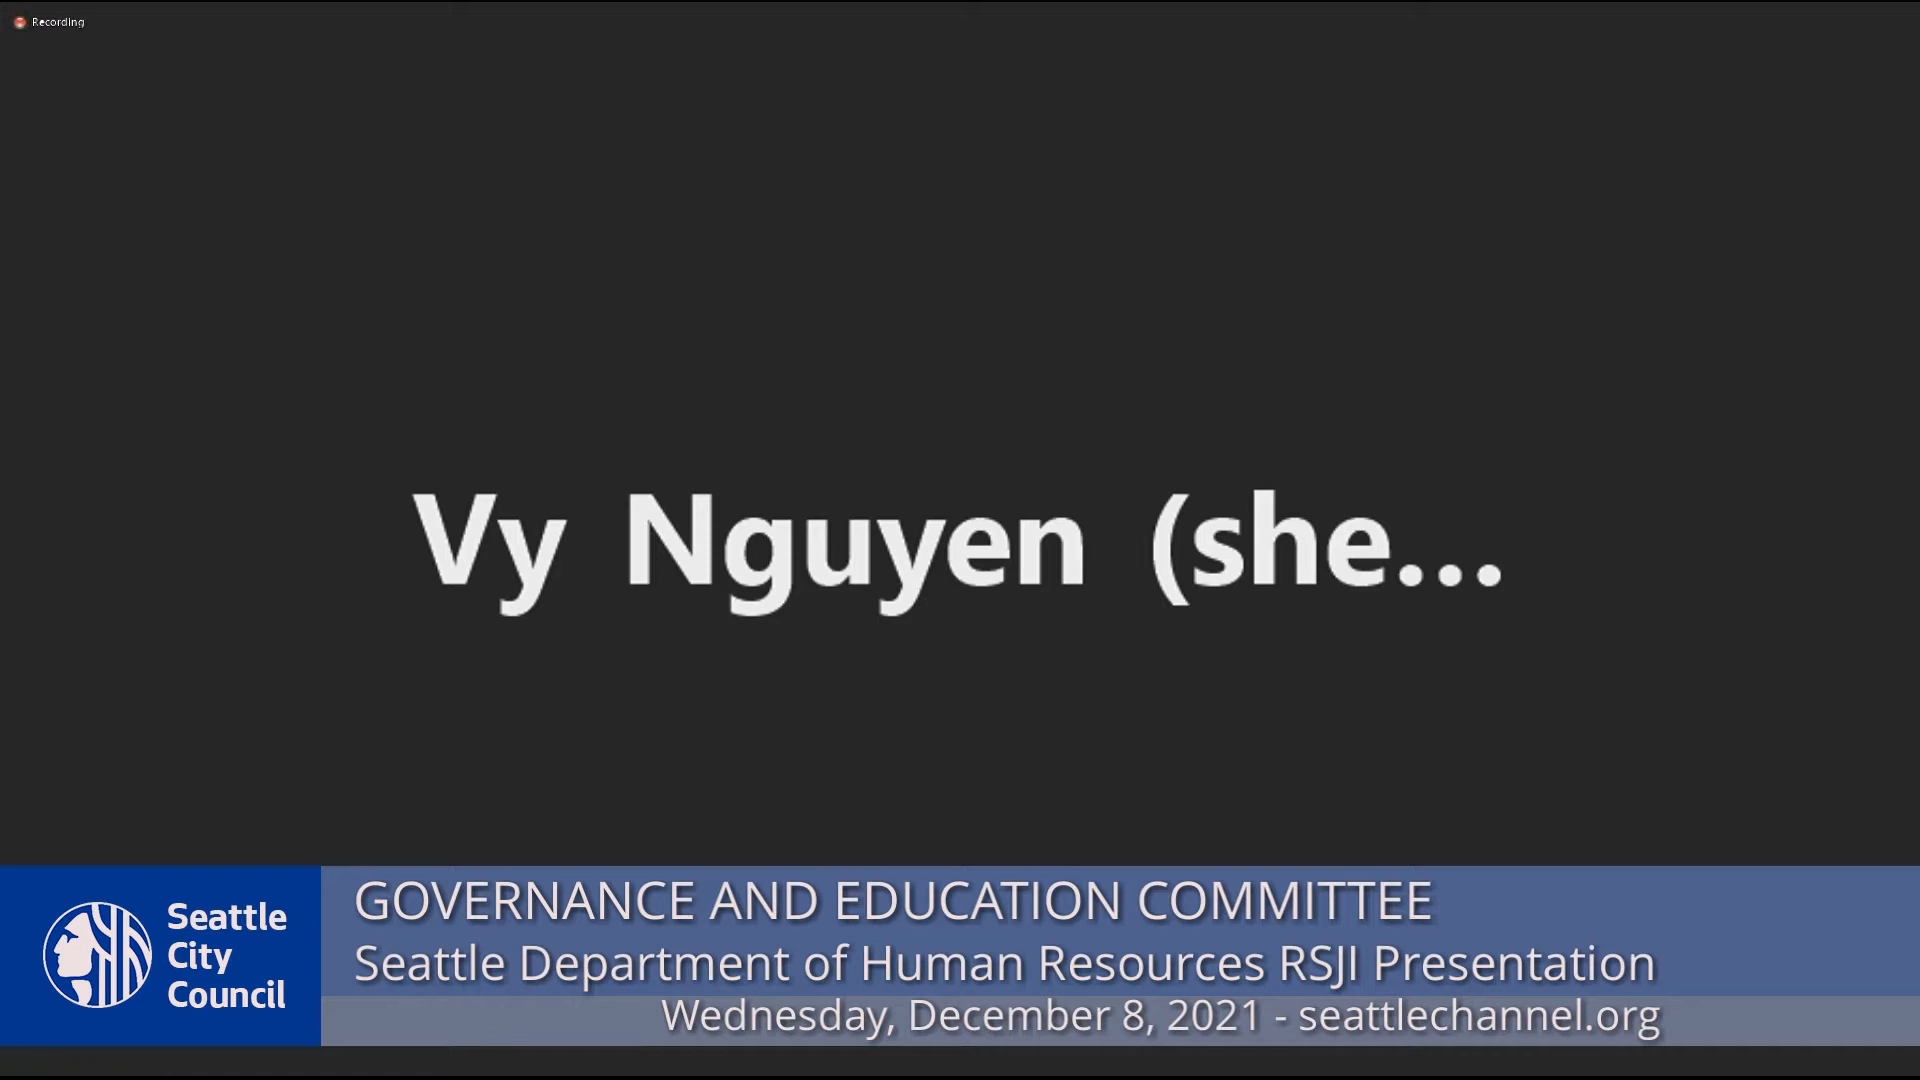 Recording
Vy Nguyen (she...
Seattle
City
Council
GOVERNANCE AND EDUCATION COMMITTEE
Seattle Department of Human Resources RSJI Presentation
Wednesday, December 8, 2021 - seattlechannel.org